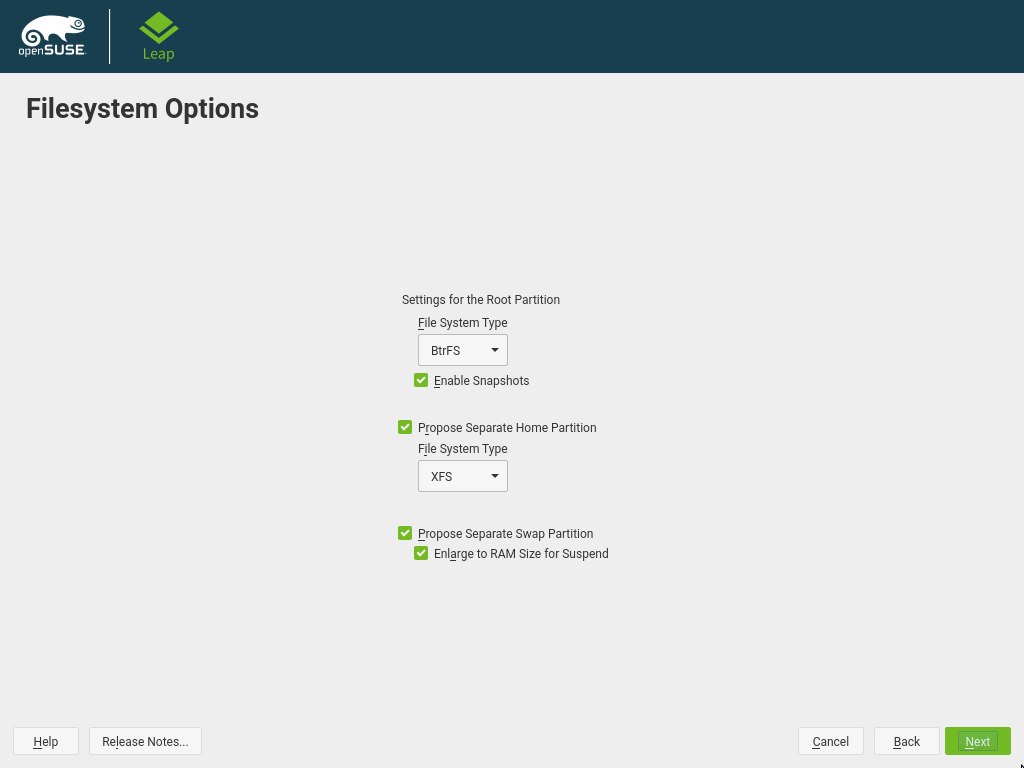 openSUSE.
Leap
Filesystem Options
Settings for the Root Partition
File System Type
BtrFS
Enable Snapshots
Propose Separate Home Partition
File System Type
XFS
Propose Separate Swap Partition
Enlarge to RAM Size for Suspend
Help Release Notes... Cancel Back Next